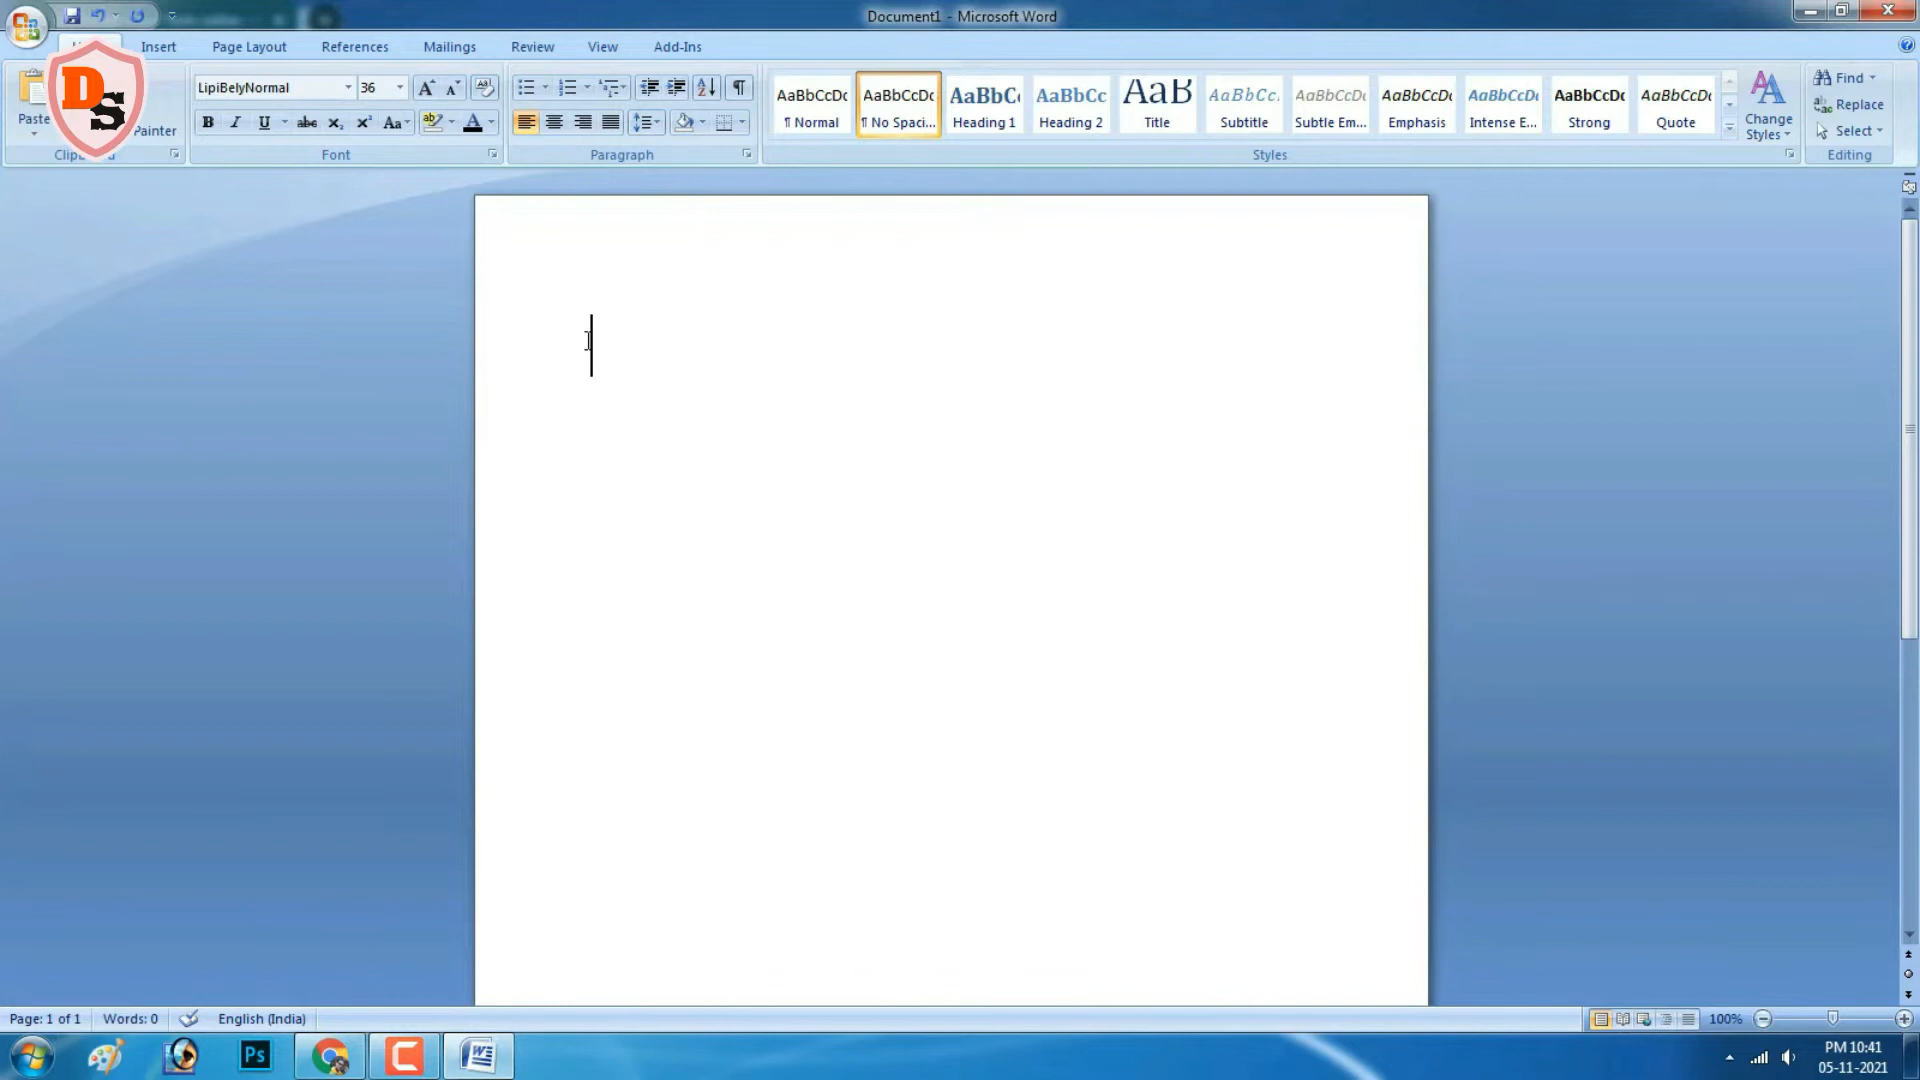 Document1 - Microsoft Word
Insert Page Layout References Mailings Review View Add-Ins
DS
Paste
Painter
LipiBelyNormal 36
Font
Paragraph
AaBbCcDc AaBbCcDc AaBbC AaBbCc AaB AaBbCc. AaBbCcDc AaBbCcDc AaBbCcDc AaBbCcDc AaBbCcDc
¶ Normal ¶ No Spaci... Heading 1 Heading 2 Title Subtitle Subtle Em... Emphasis Intense E... Strong Quote
Change
Styles
Styles
Find
Replace
Select
Editing
Page: 1 of 1 Words: 0 English (India) 100%
Ps
PM 10:41
05-11-2021